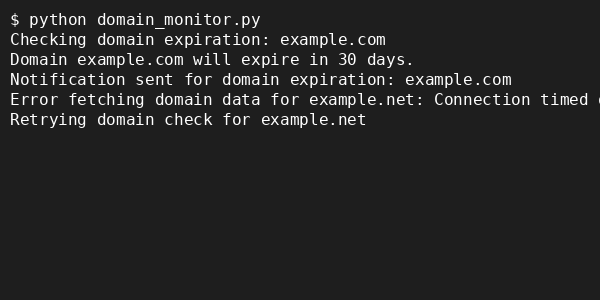 $ python domain_monitor.py
Checking domain expiration: example.com
Domain example.com will expire in 30 days.
Notification sent for domain expiration: example.com
Error fetching domain data for example.net: Connection timed
Retrying domain check for example.net